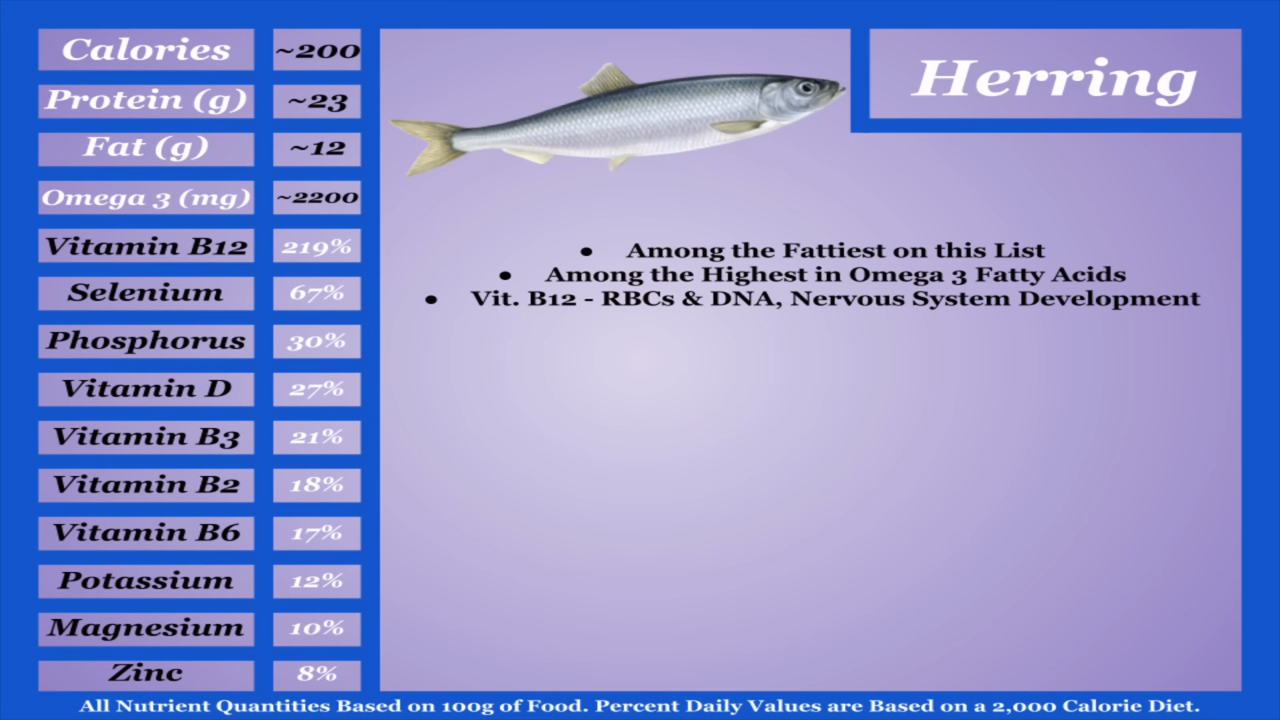 Calories ~200
Protein (g) ~23
Fat (g) ~12
Omega 3 (mg) ~2200
Vitamin B12 219%
Selenium 67%
Phosphorus 30%
Vitamin D 27%
Vitamin B3 21%
Vitamin B2 18%
Vitamin B6 17%
Potassium 12%
Magnesium 10%
Zinc 8%
Herring
● Among the Fattiest on this List
● Among the Highest in Omega 3 Fatty Acids
● Vit. B12 - RBCs & DNA, Nervous System Development
All Nutrient Quantities Based on 100g of Food. Percent Daily Values are Based on a 2,000 Calorie Diet.